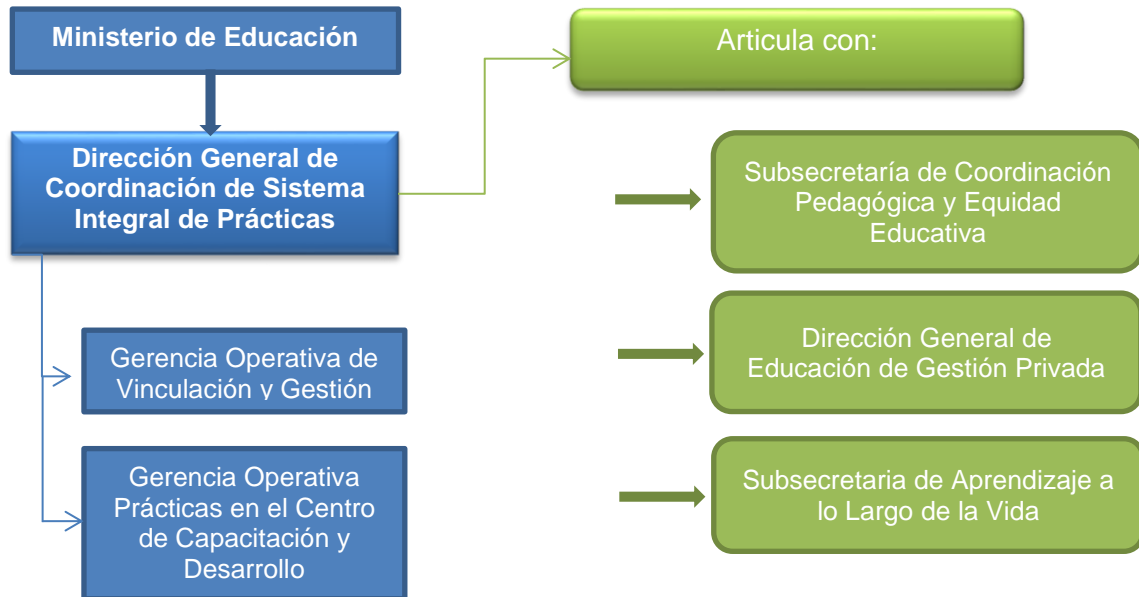 Ministerio de Educación
Dirección General de
Coordinación de Sistema
Integral de Prácticas
Gerencia Operativa de
Vinculación y Gestión
Gerencia Operativa
Prácticas en el Centro
de Capacitación y
Desarrollo
Articula con:
Subsecretaría de Coordinación
Pedagógica y Equidad
Educativa
Dirección General de
Educación de Gestión Privada
Subsecretaria de Aprendizaje a
lo Largo de la Vida